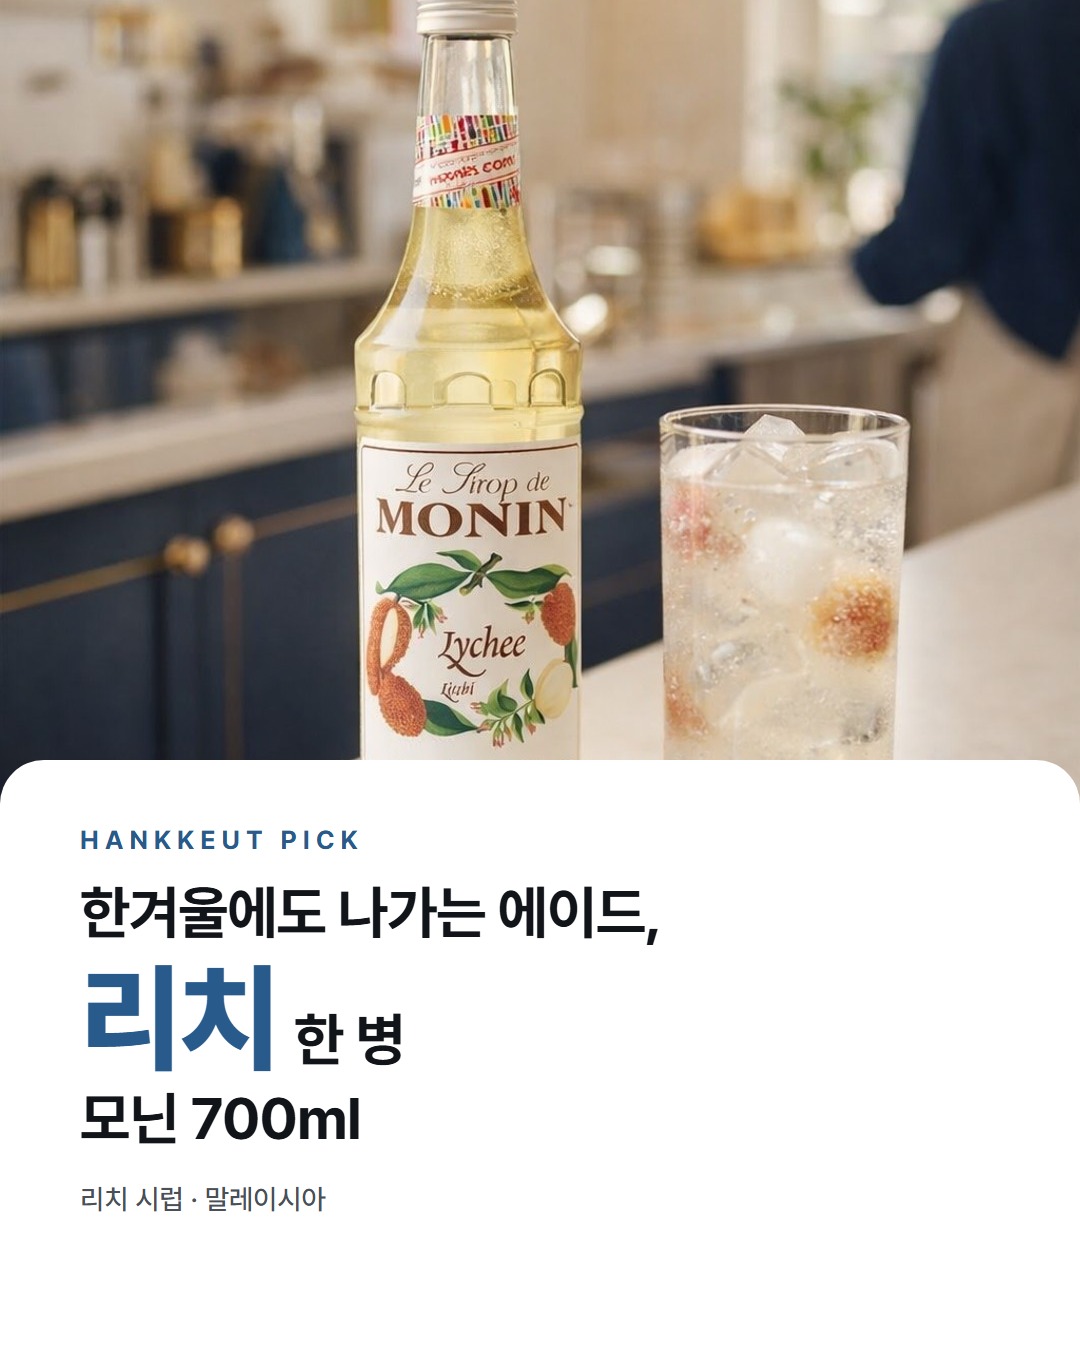 Le Sirop de
MONIN
Lychee
HANKKEUT PICK
한겨울에도 나가는 에이드,
리치 한 병
모닌 700ml
리치 시럽 · 말레이시아